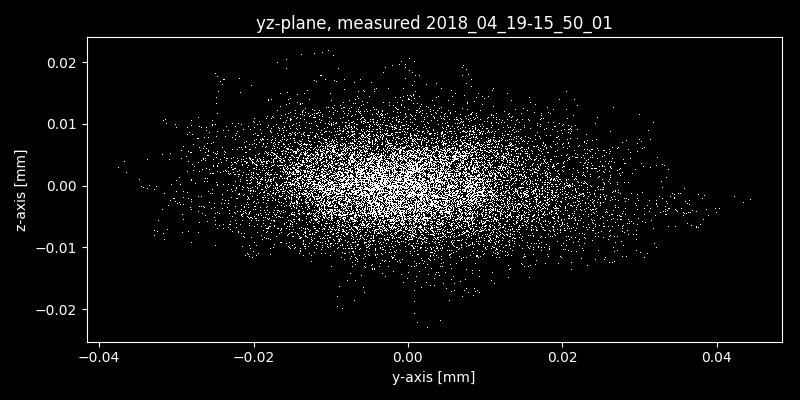 yz-plane, measured 2018_04_19-15_50_01
z-axis [mm]
0.02
0.01
0.00
−0.01
−0.02
−0.04 −0.02 0.00 0.02 0.04
y-axis [mm]